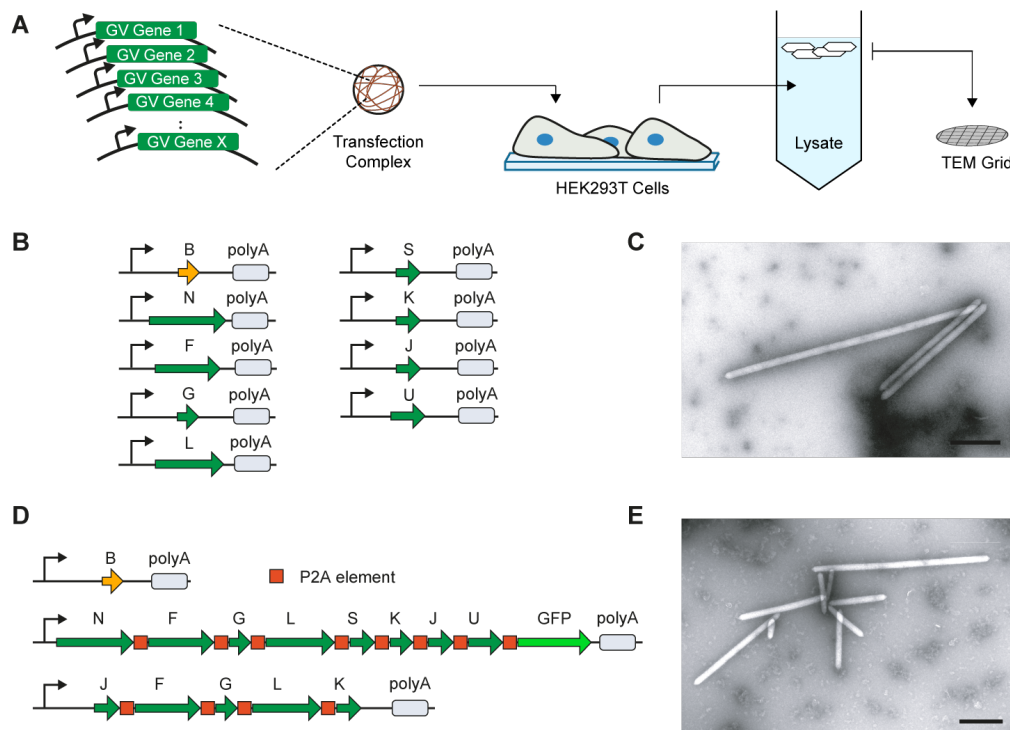 A
GV Gene 1
GV Gene 2
GV Gene 3
GV Gene 4
:
GV Gene X
Transfection
Complex
HEK293T Cells
Lysate
TEM Grid
B
B polyA
N polyA
F polyA
G polyA
L polyA
S polyA
K polyA
J polyA
U polyA
C
D
B polyA
P2A element
N F G L S K J U GFP polyA
J F G L K polyA
E